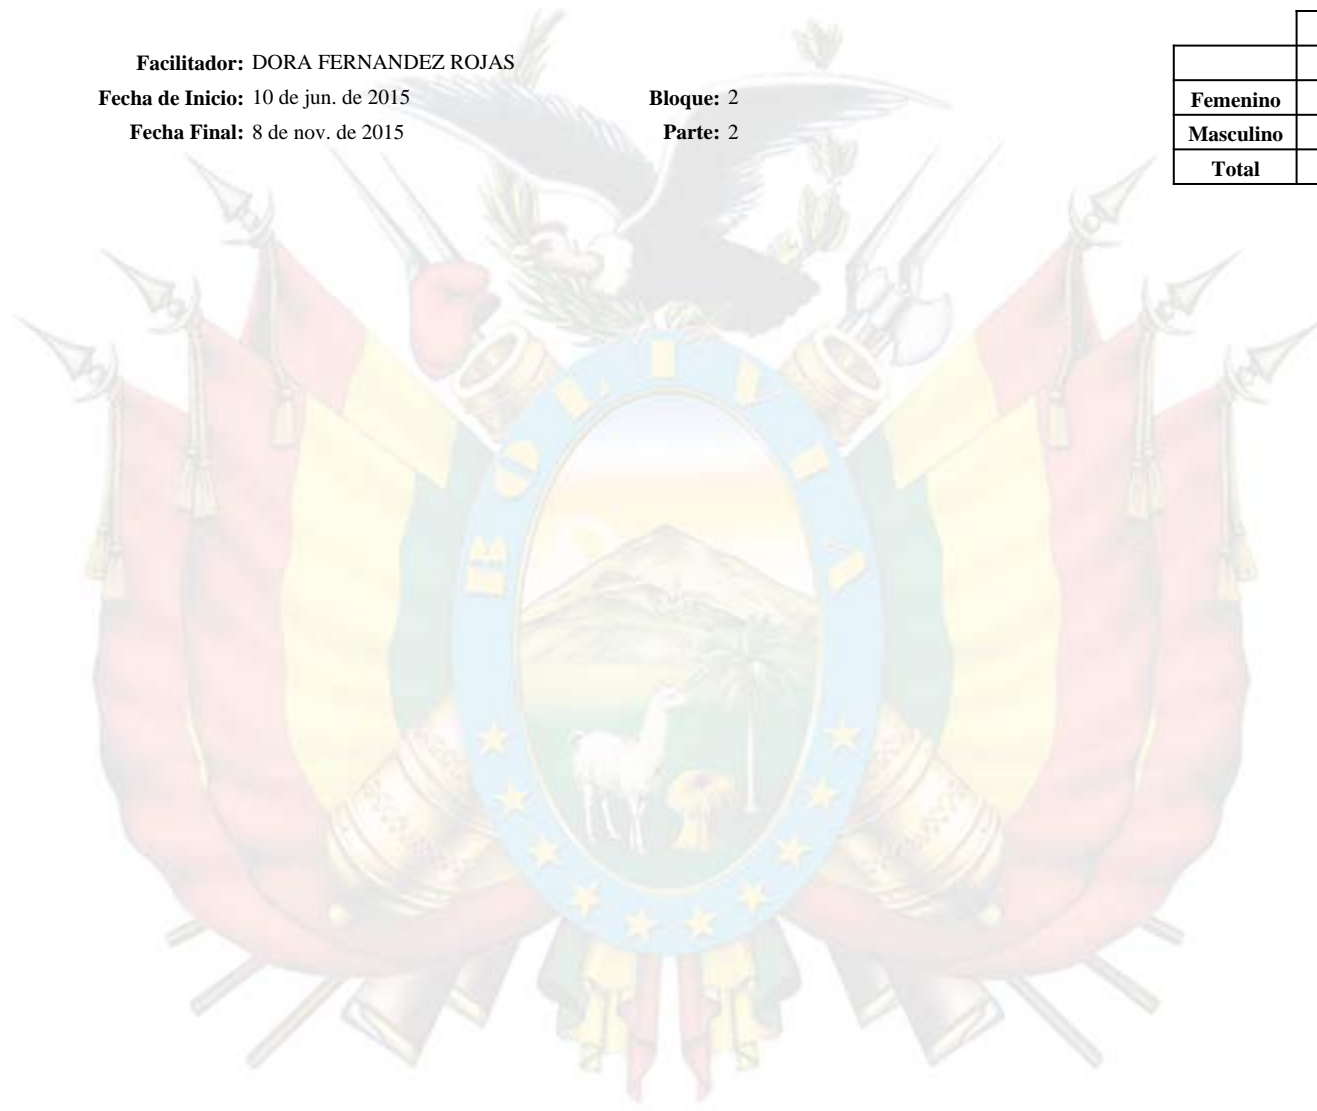 Facilitador: DORA FERNANDEZ ROJAS
Fecha de Inicio: 10 de jun. de 2015 Bloque: 2
Fecha Final: 8 de nov. de 2015 Parte: 2
Femenino
Masculino
Total
BOLIVIA